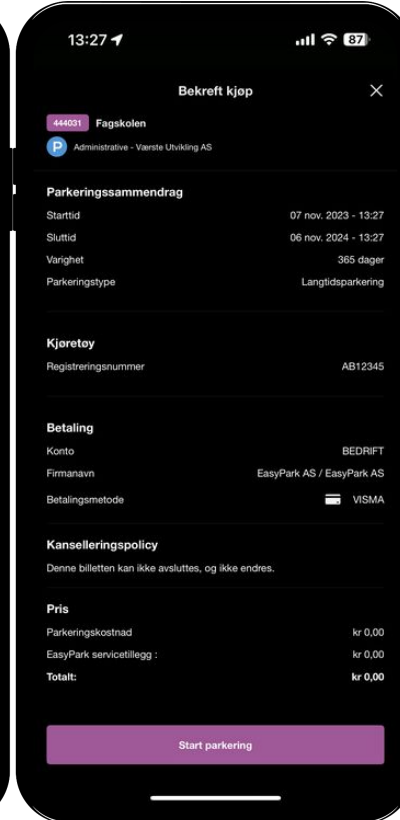 13:27
87
Bekreft kjøp
444031 Fagskolen
P Administrative - Værste Utvikling AS
Parkeringssammendrag
Starttid 07 nov. 2023 - 13:27
Sluttid 06 nov. 2024 - 13:27
Varighet 365 dager
Parkeringstype Langtidsparkering
Kjøretøy
Registreringsnummer AB12345
Betaling
Konto BEDRIFT
Firmanavn EasyPark AS / EasyPark AS
Betalingsmetode VISMA
Kanselleringspolicy
Denne billetten kan ikke avsluttes, og ikke endres.
Pris
Parkeringskostnad kr 0,00
EasyPark servicetillegg : kr 0,00
Totalt: kr 0,00
Start parkering